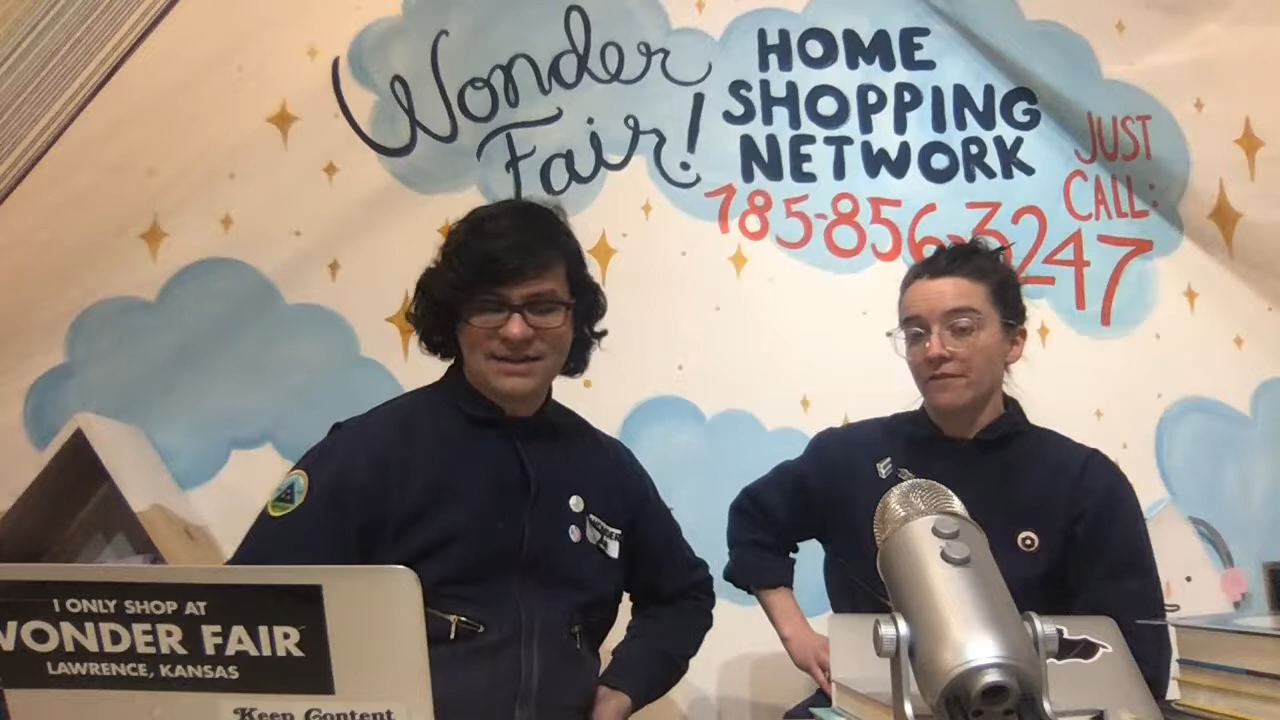 Wonder
Fair!
HOME
SHOPPING
NETWORK
JUST
CALL:
785-856-3247
I ONLY SHOP AT
WONDER FAIR
LAWRENCE, KANSAS
Keep Content